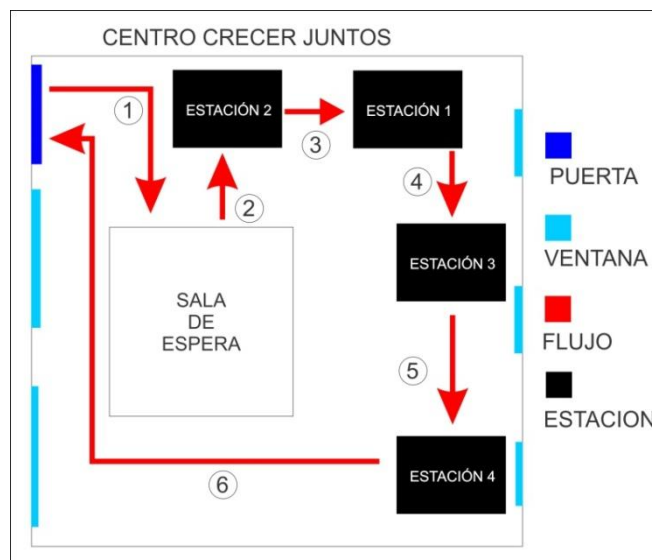 CENTRO CRECER JUNTOS
1
ESTACIÓN 2
3
ESTACIÓN 1
2
4
SALA
DE
ESPERA
ESTACIÓN 3
5
6
ESTACIÓN 4
PUERTA
VENTANA
FLUJO
ESTACION